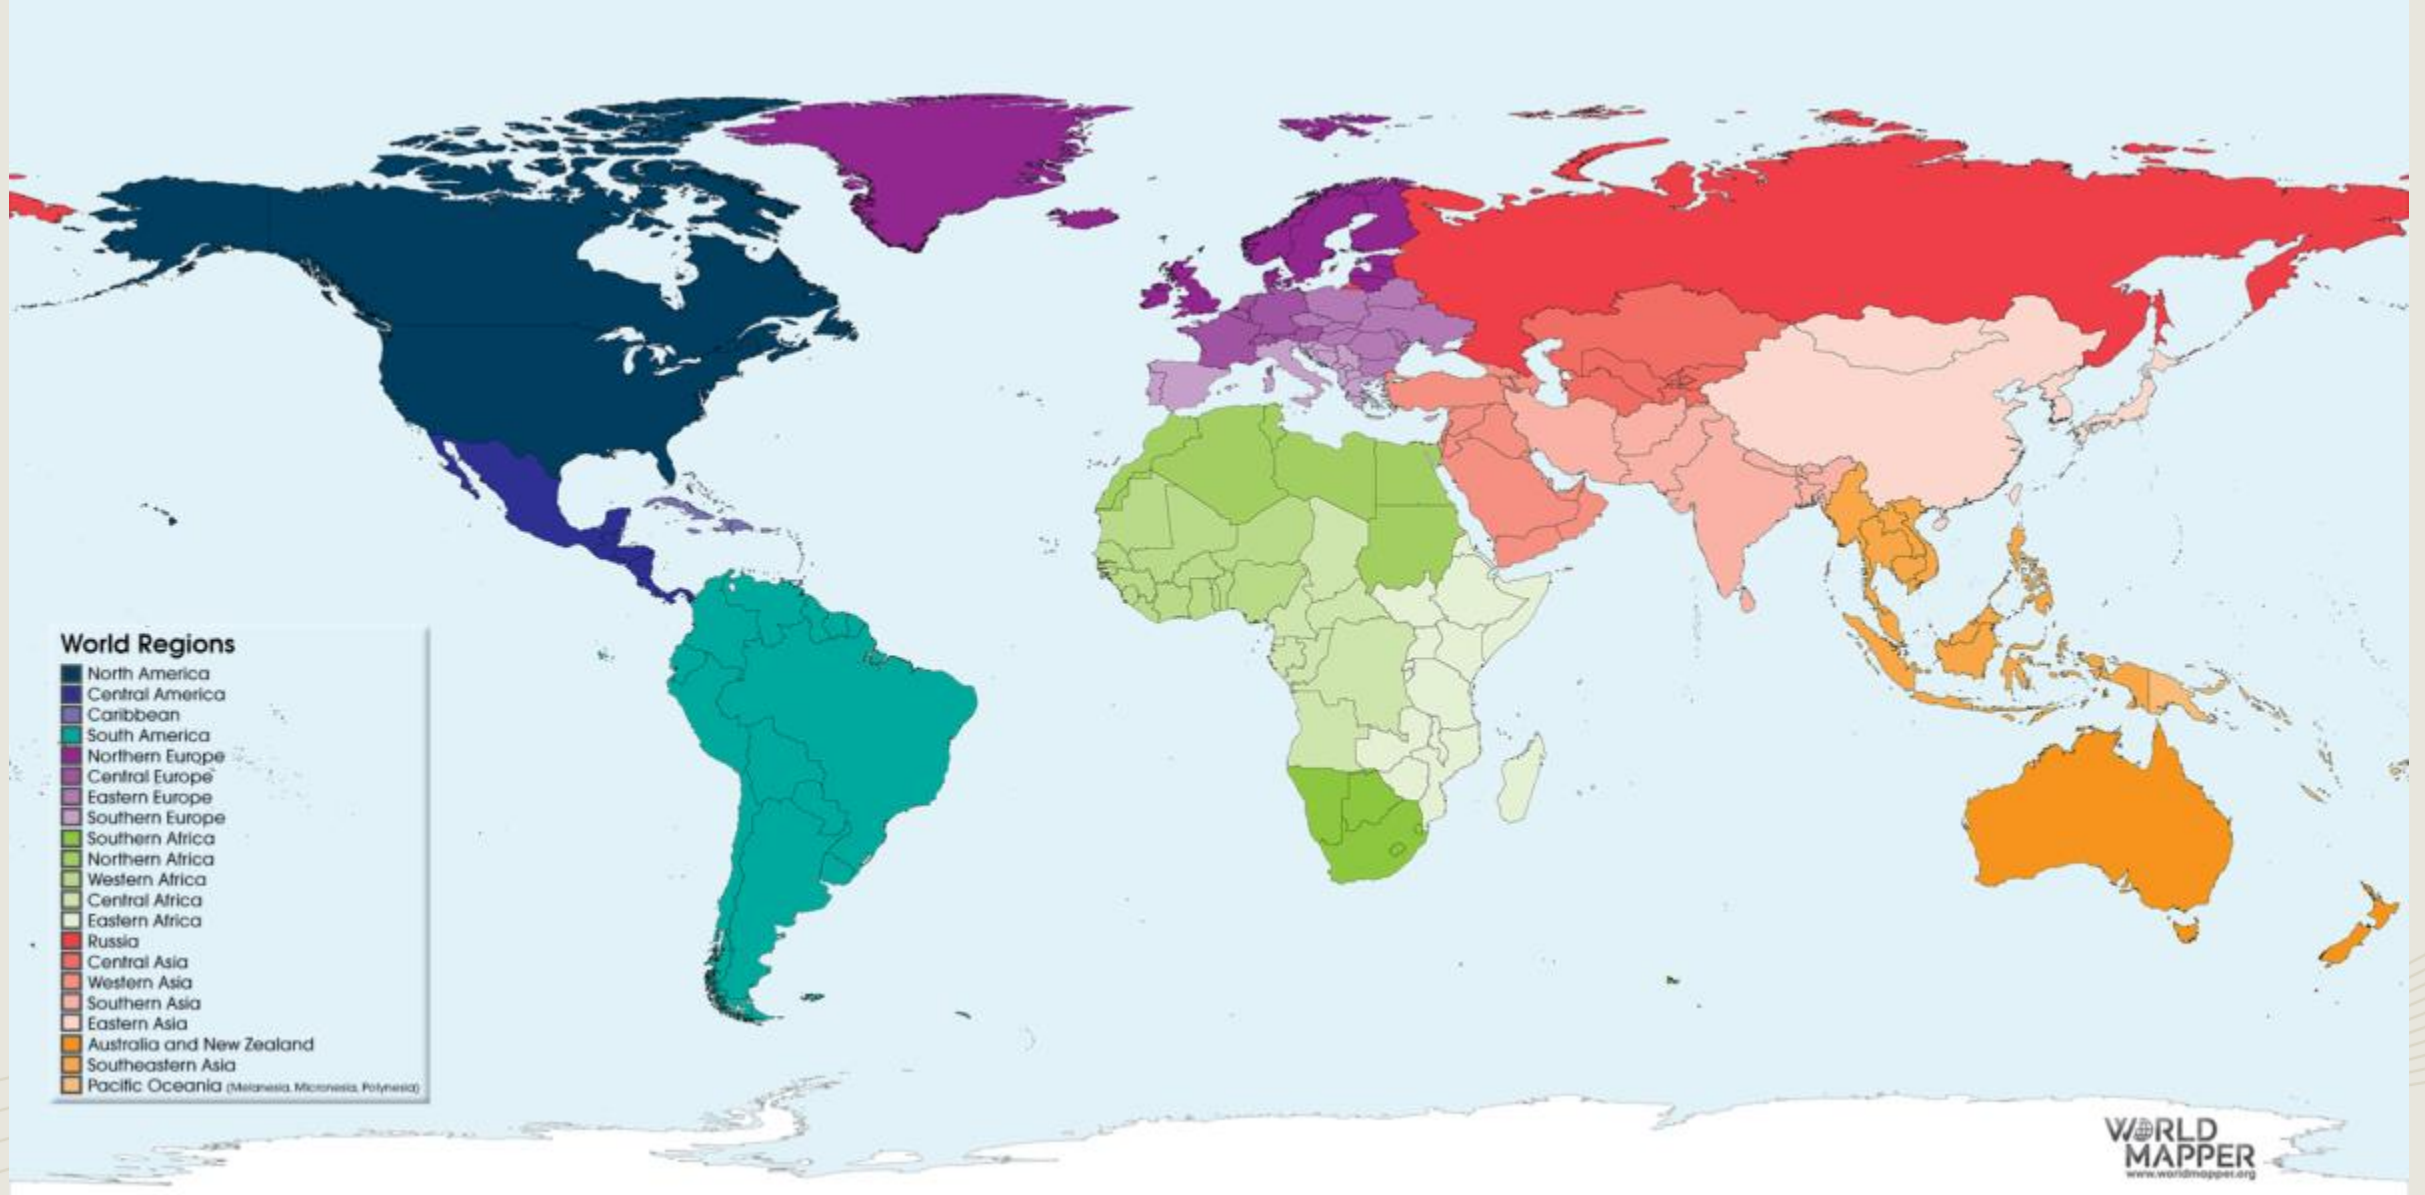 World Regions
North America
Central America
Caribbean
South America
Northern Europe
Central Europe
Eastern Europe
Southern Europe
Southern Africa
Northern Africa
Western Africa
Central Africa
Eastern Africa
Russia
Central Asia
Western Asia
Southern Asia
Eastern Asia
Australia and New Zealand
Southeastern Asia
Pacific Oceania (Melanesia, Micronesia, Polynesia)
WORLD
MAPPER
www.worldmapper.org